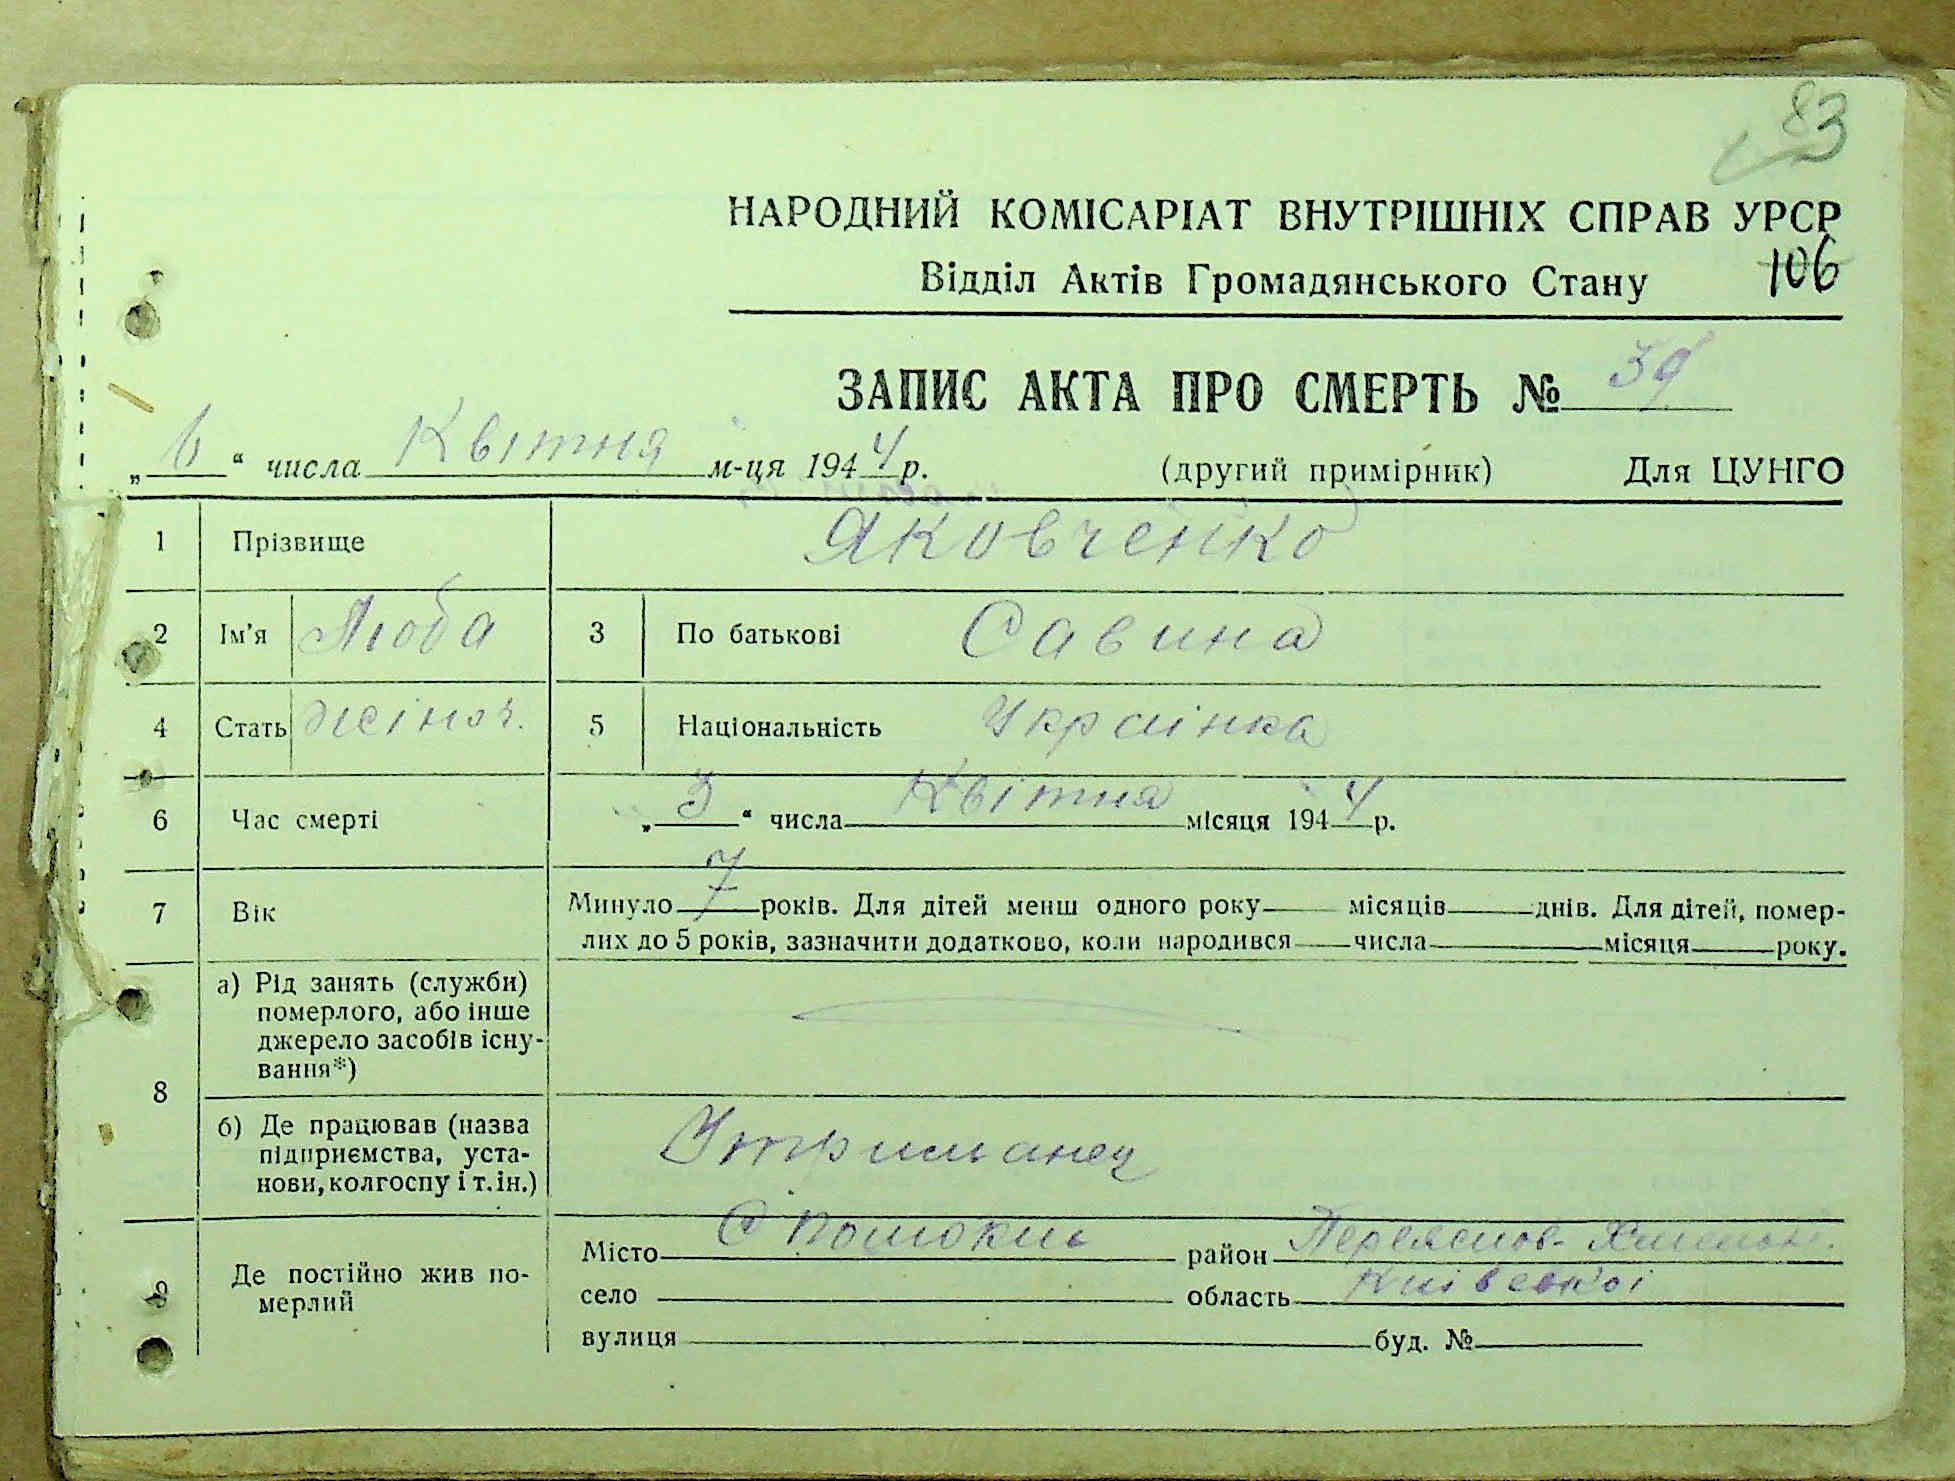 83
НАРОДНИЙ КОМІСАРІАТ ВНУТРІШНІХ СПРАВ УРСР
Відділ Актів Громадянського Стану 106
ЗАПИС АКТА ПРО СМЕРТЬ № 39
„6“ числа Квітня м-ця 1944 р. (другий примірник) Для ЦУНГО
1 Прізвище Яковченко
2 Ім'я Люба 3 По батькові Савина
4 Стать жіноч. 5 Національність Українка
6 Час смерті „3“ числа Квітня місяця 1944 р.
7 Вік Минуло 7 років. Для дітей менш одного року місяців днів. Для дітей, помер-
лих до 5 років, зазначити додатково, коли народився числа місяця року.
8 а) Рід занять (служби)
померлого, або інше
джерело засобів існу-
вання*)
б) Де працював (назва
підприємства, уста-
нови, колгоспу і т. ін.) Утриманец
9 Де постійно жив по-
мерлий
Місто С район Переяслов-
село область Київської
вулиця буд. №